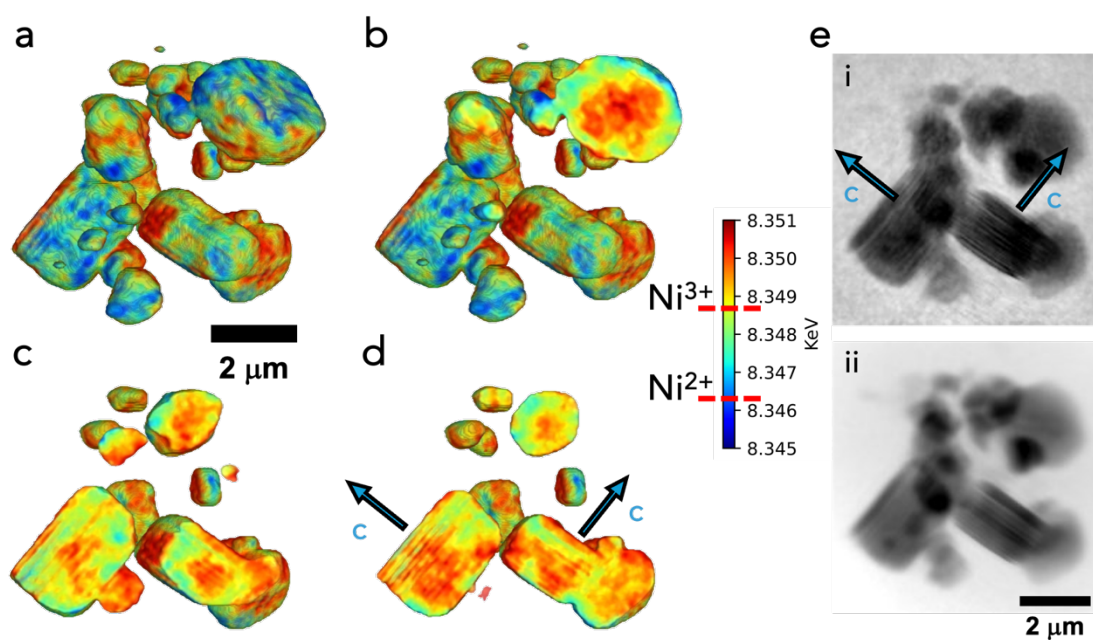 a
b
e
i
c
c
2 μm
Ni3+
Ni2+
8.351
8.350
8.349
8.348
8.347
8.346
8.345
KeV
c
d
c
c
ii
2 μm